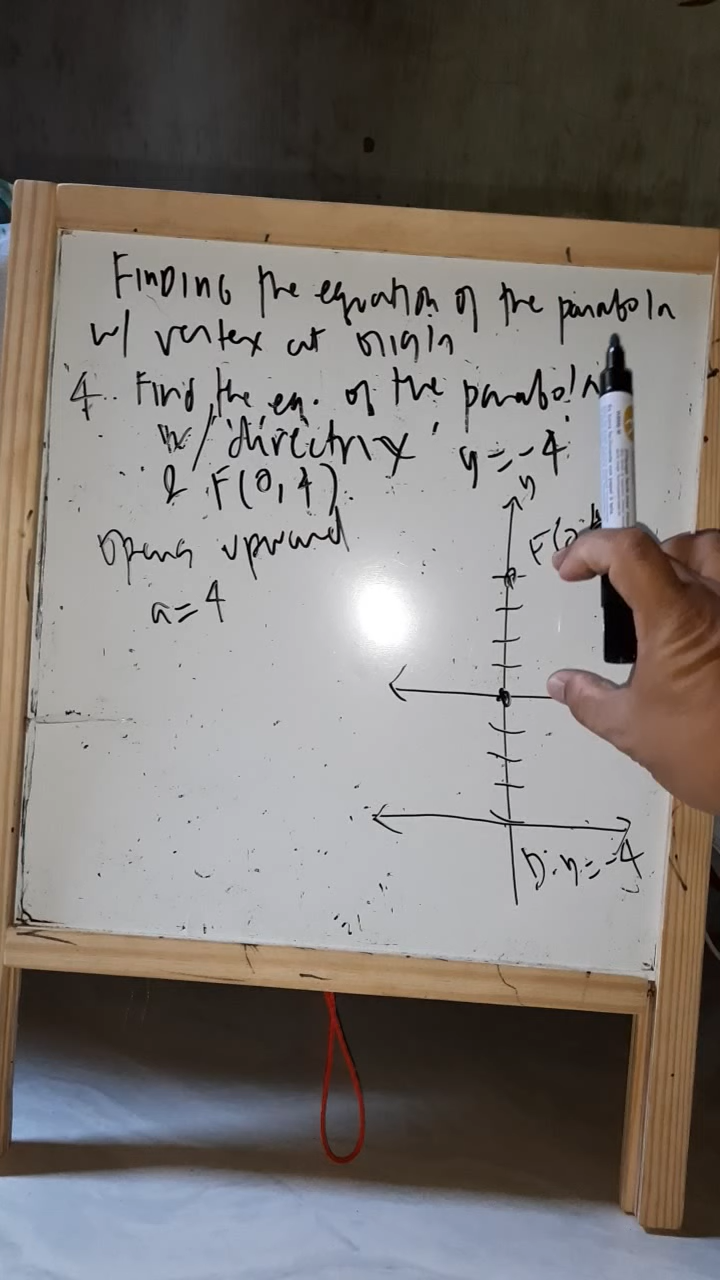 FINDING the equation of the parabola
w/ vertex at origin
4. Find the eq. of the parabola
w/ directrix y = -4
& F(0, 4)
opens upward
a = 4
y
F(0,
D: y = -4